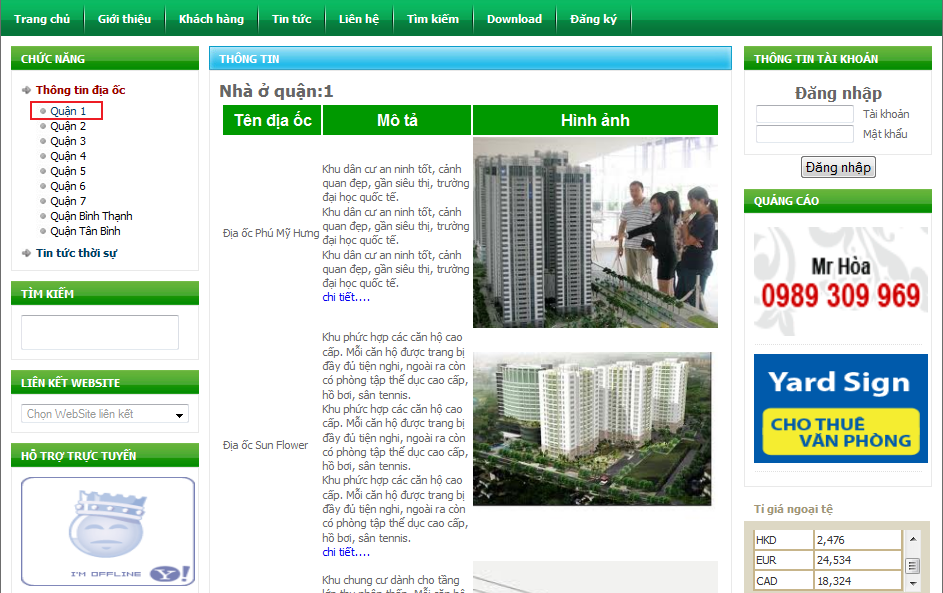 Trang chủ
Giới thiệu
Khách hàng
Tin tức
Liên hệ
Tìm kiếm
Download
Đăng ký
CHỨC NĂNG
Thông tin địa ốc
Quận 1
Quận 2
Quận 3
Quận 4
Quận 5
Quận 6
Quận 7
Quận Bình Thạnh
Quận Tân Bình
Tin tức thời sự
TÌM KIẾM
LIÊN KẾT WEBSITE
Chọn WebSite liên kết
HỖ TRỢ TRỰC TUYẾN
I'M OFFLINE Y!
THÔNG TIN
Nhà ở quận:1
Tên địa ốc
Mô tả
Hình ảnh
Địa ốc Phú Mỹ Hưng
Khu dân cư an ninh tốt, cảnh
quan đẹp, gần siêu thị, trường
đại học quốc tế.
Khu dân cư an ninh tốt, cảnh
quan đẹp, gần siêu thị, trường
đại học quốc tế.
Khu dân cư an ninh tốt, cảnh
quan đẹp, gần siêu thị, trường
đại học quốc tế.
chi tiết....
Địa ốc Sun Flower
Khu phức hợp các căn hộ cao
cấp. Mỗi căn hộ được trang bị
đầy đủ tiện nghi, ngoài ra còn
có phòng tập thể dục cao cấp,
hồ bơi, sân tennis.
Khu phức hợp các căn hộ cao
cấp. Mỗi căn hộ được trang bị
đầy đủ tiện nghi, ngoài ra còn
có phòng tập thể dục cao cấp,
hồ bơi, sân tennis.
Khu phức hợp các căn hộ cao
cấp. Mỗi căn hộ được trang bị
đầy đủ tiện nghi, ngoài ra còn
có phòng tập thể dục cao cấp,
hồ bơi, sân tennis.
chi tiết....
Khu chung cư dành cho tầng
lớp thu nhập thấp. Mỗi căn hộ
THÔNG TIN TÀI KHOẢN
Đăng nhập
Tài khoản
Mật khẩu
Đăng nhập
QUẢNG CÁO
Mr Hòa
0989 309 969
Yard Sign
CHO THUÊ
VĂN PHÒNG
Tỉ giá ngoại tệ
HKD 2,476
EUR 24,534
CAD 18,324